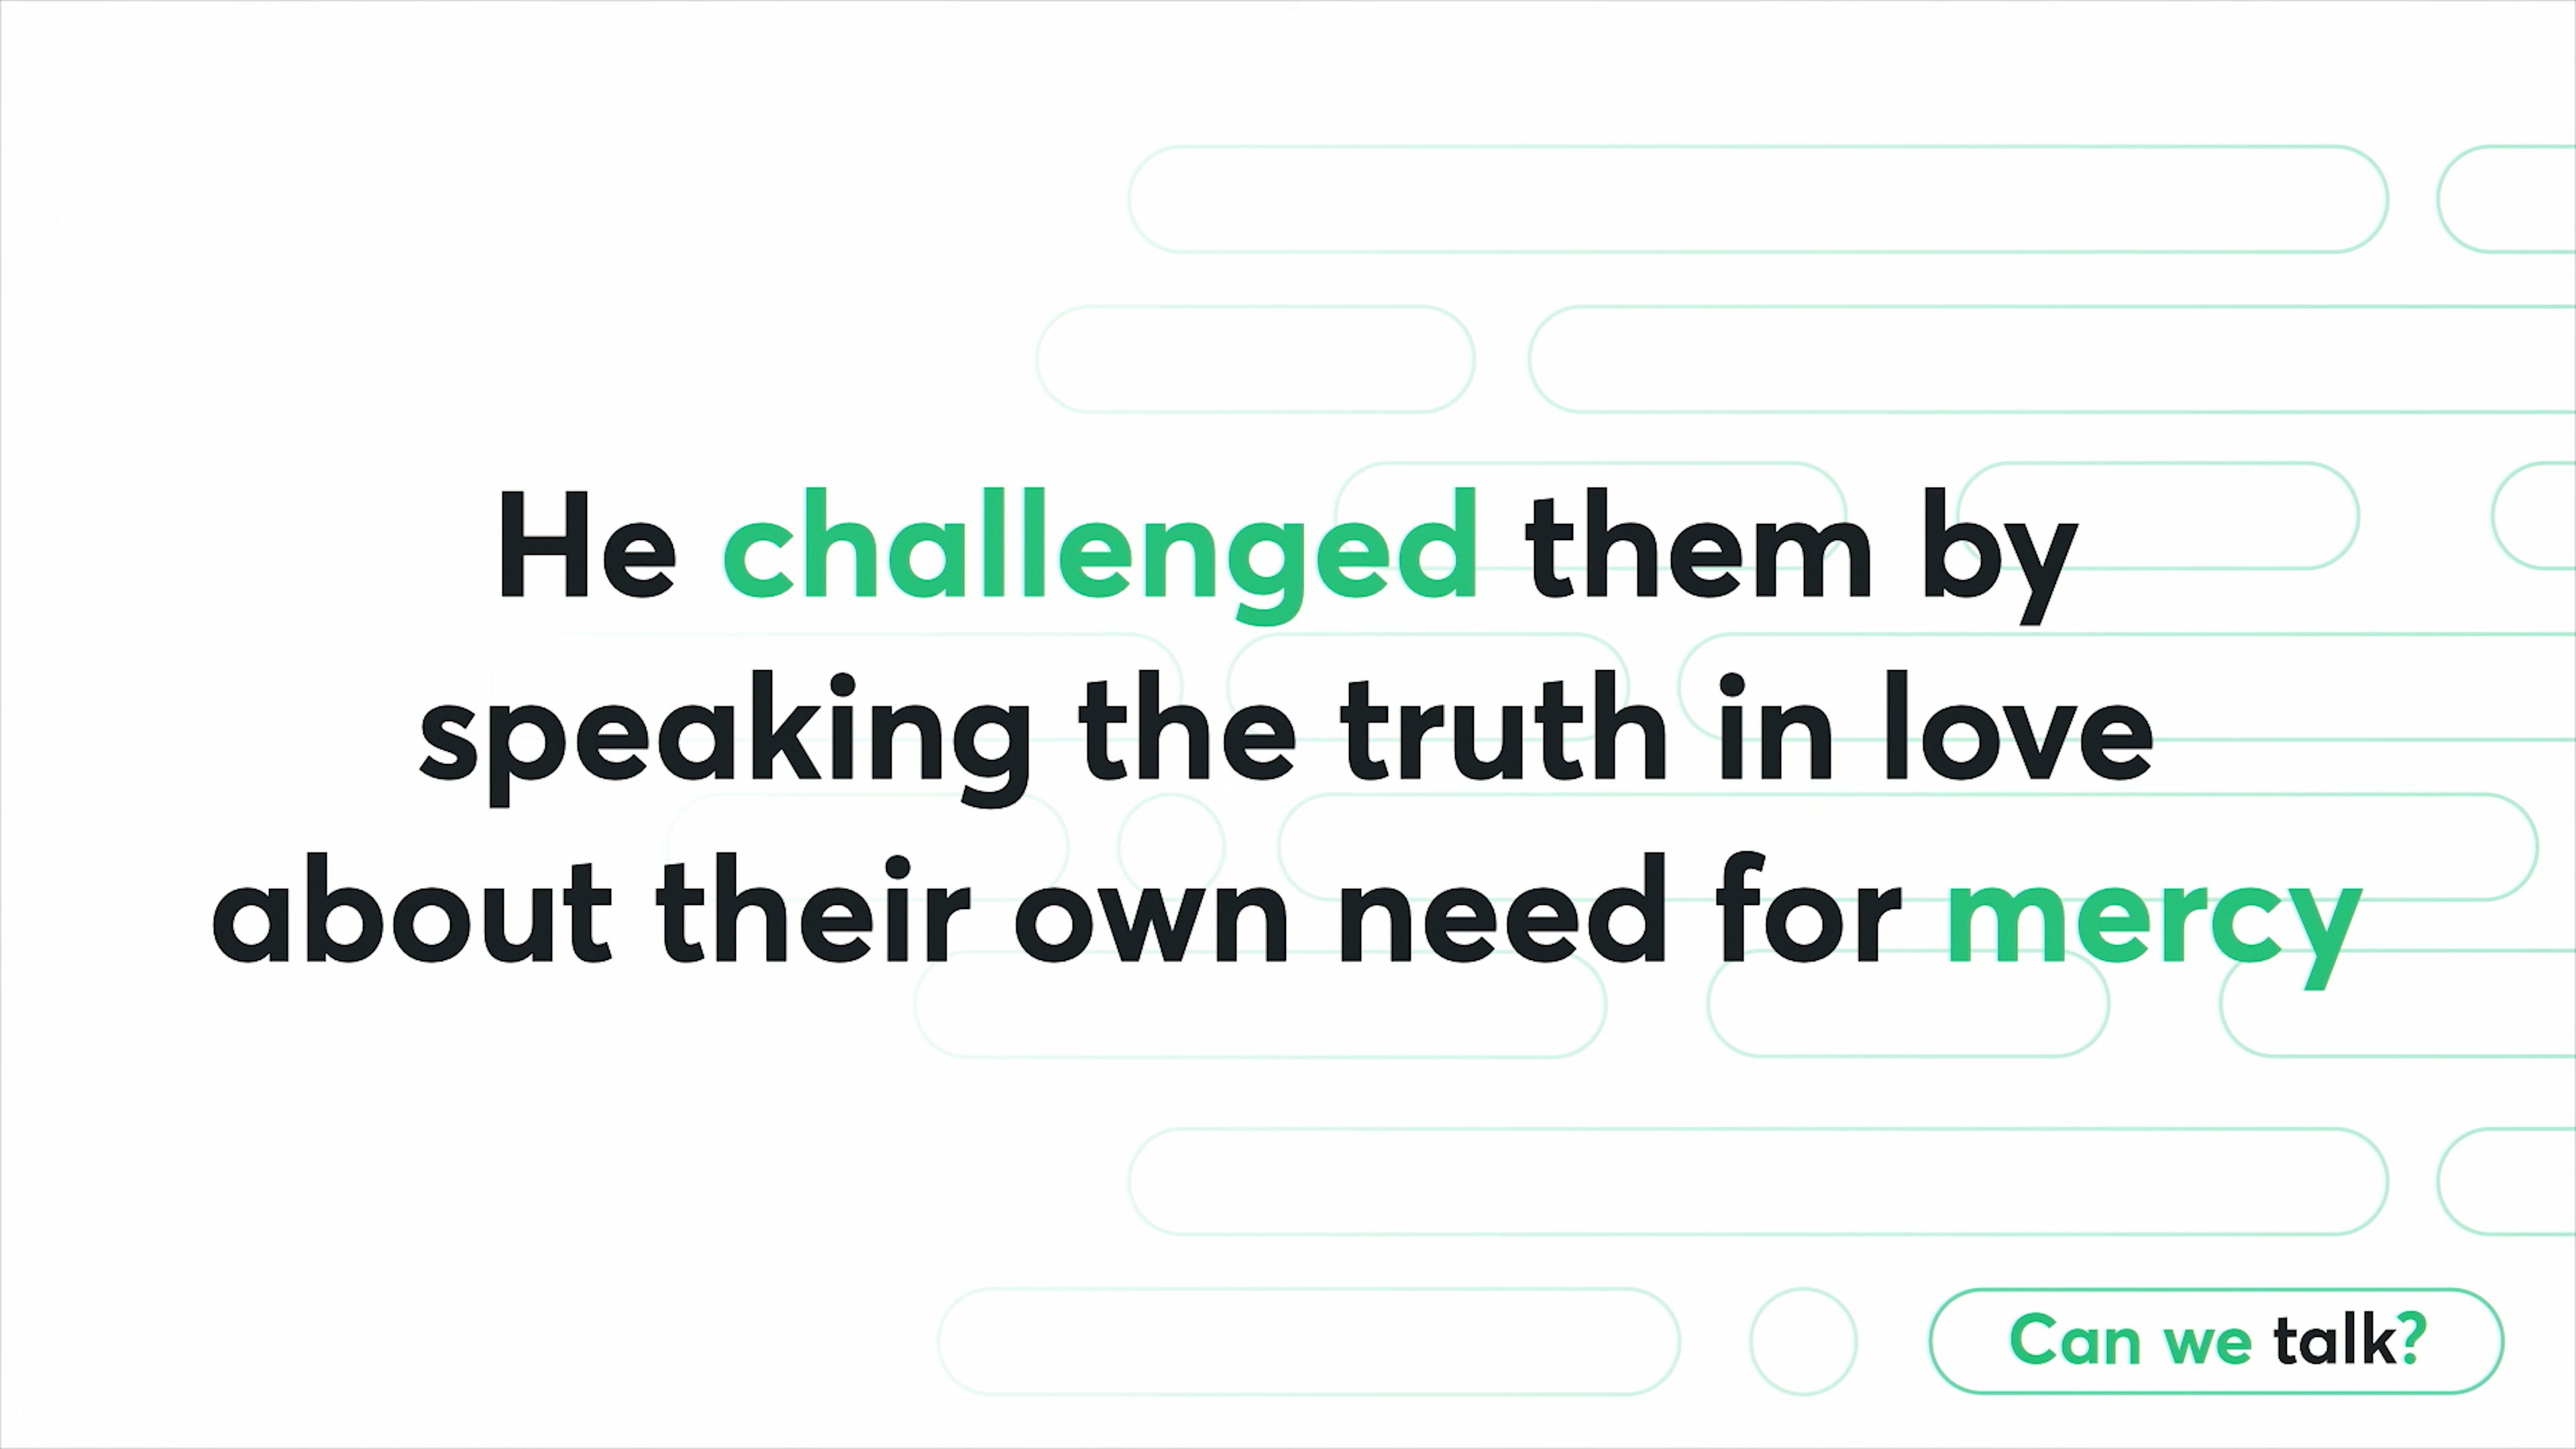 He challenged them by
speaking the truth in love
about their own need for mercy
Can we talk?